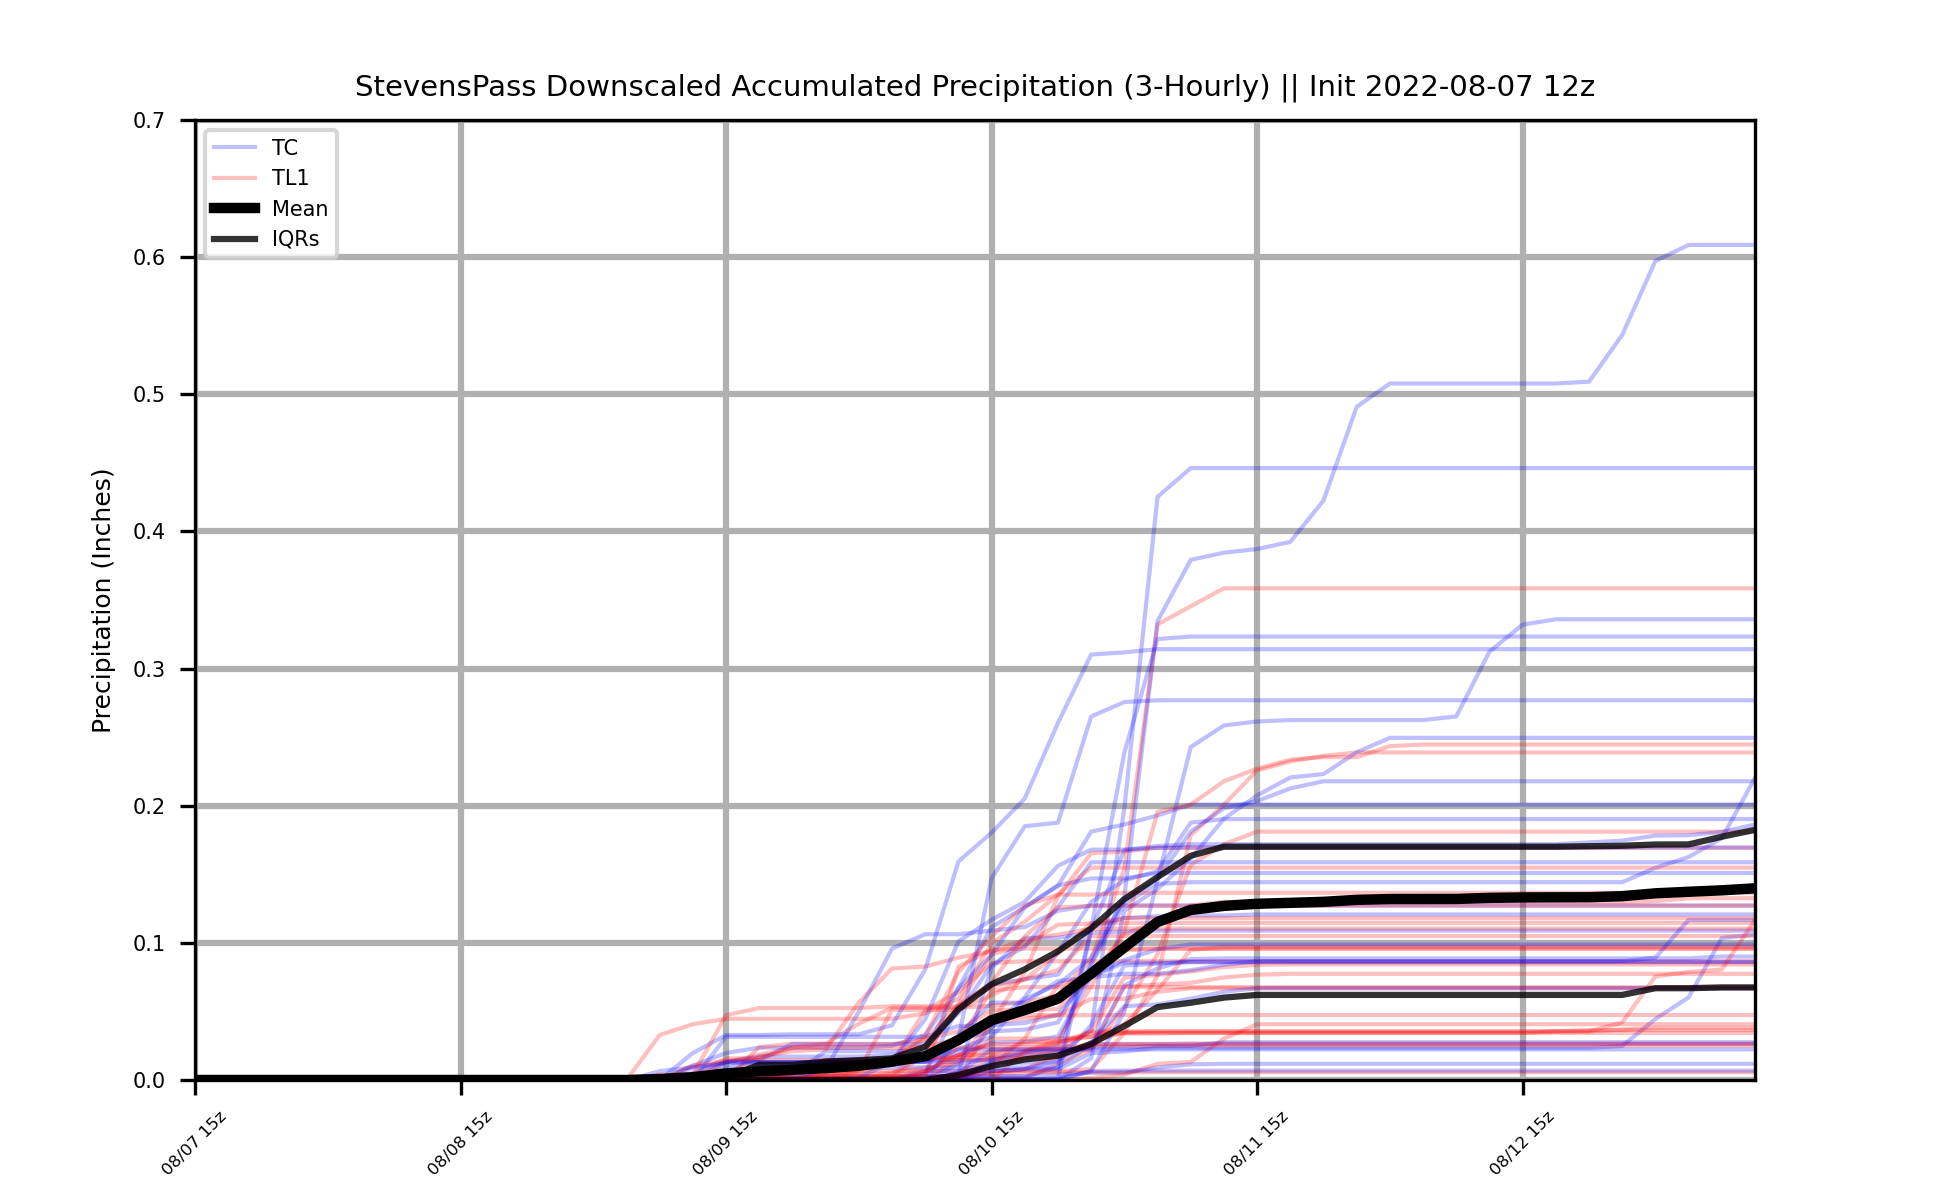 StevensPass Downscaled Accumulated Precipitation (3-Hourly) || Init 2022-08-07 12z
TC
TL1
Mean
IQRs
Precipitation (Inches)
0.7
0.6
0.5
0.4
0.3
0.2
0.1
0.0
08/07 15z
08/08 15z
08/09 15z
08/10 15z
08/11 15z
08/12 15z